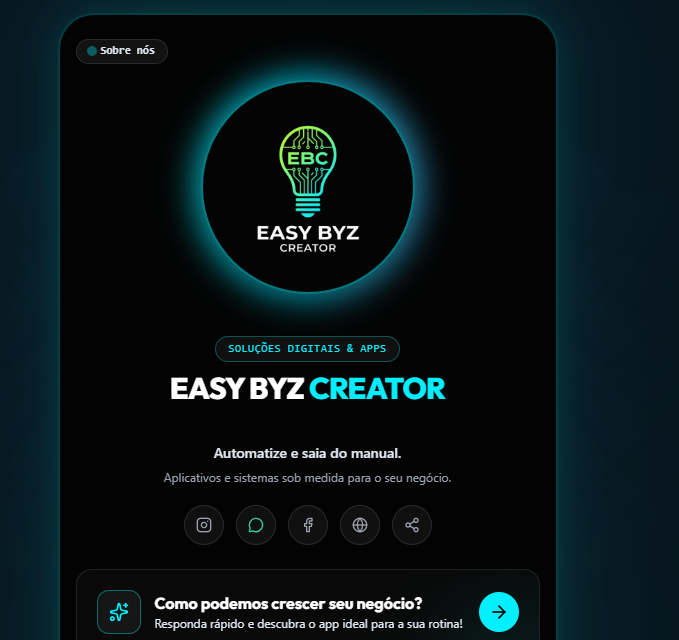 Sobre nós
EBC
EASY BYZ
CREATOR
SOLUÇÕES DIGITAIS & APPS
EASY BYZ CREATOR
Automatize e saia do manual.
Aplicativos e sistemas sob medida para o seu negócio.
Como podemos crescer seu negócio?
Responda rápido e descubra o app ideal para a sua rotina!